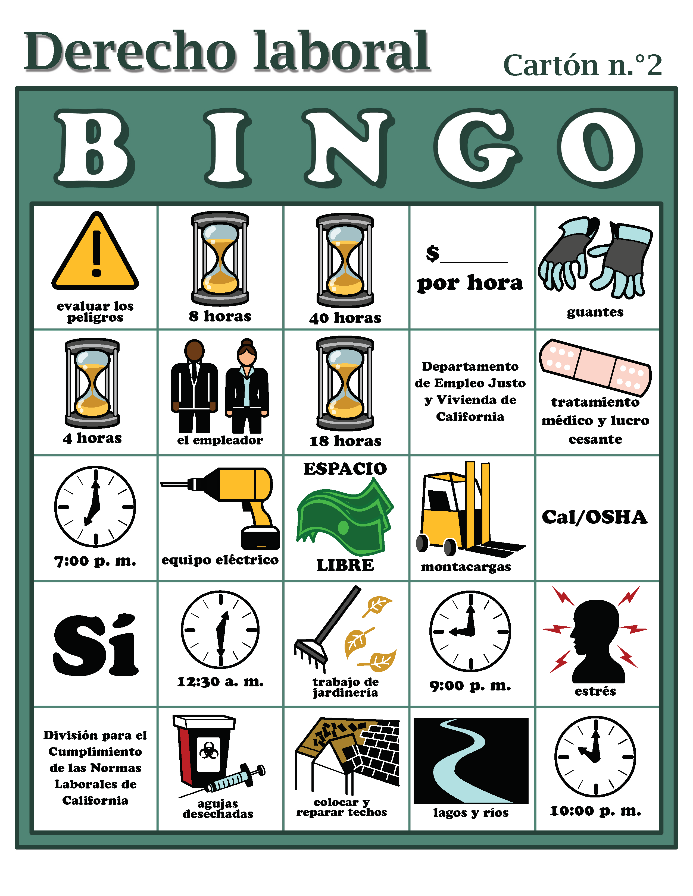 Derecho laboral
Cartón n.°2
B I N G O
evaluar los
peligros
8 horas
40 horas
$______
por hora
guantes
4 horas
el empleador
18 horas
Departamento
de Empleo Justo
y Vivienda de
California
tratamiento
médico y lucro
cesante
7:00 p. m.
equipo eléctrico
ESPACIO
LIBRE
montacargas
Cal/OSHA
Sí
12:30 a. m.
trabajo de
jardinería
9:00 p. m.
estrés
División para el
Cumplimiento
de las Normas
Laborales de
California
agujas
desechadas
colocar y
reparar techos
lagos y ríos
10:00 p. m.